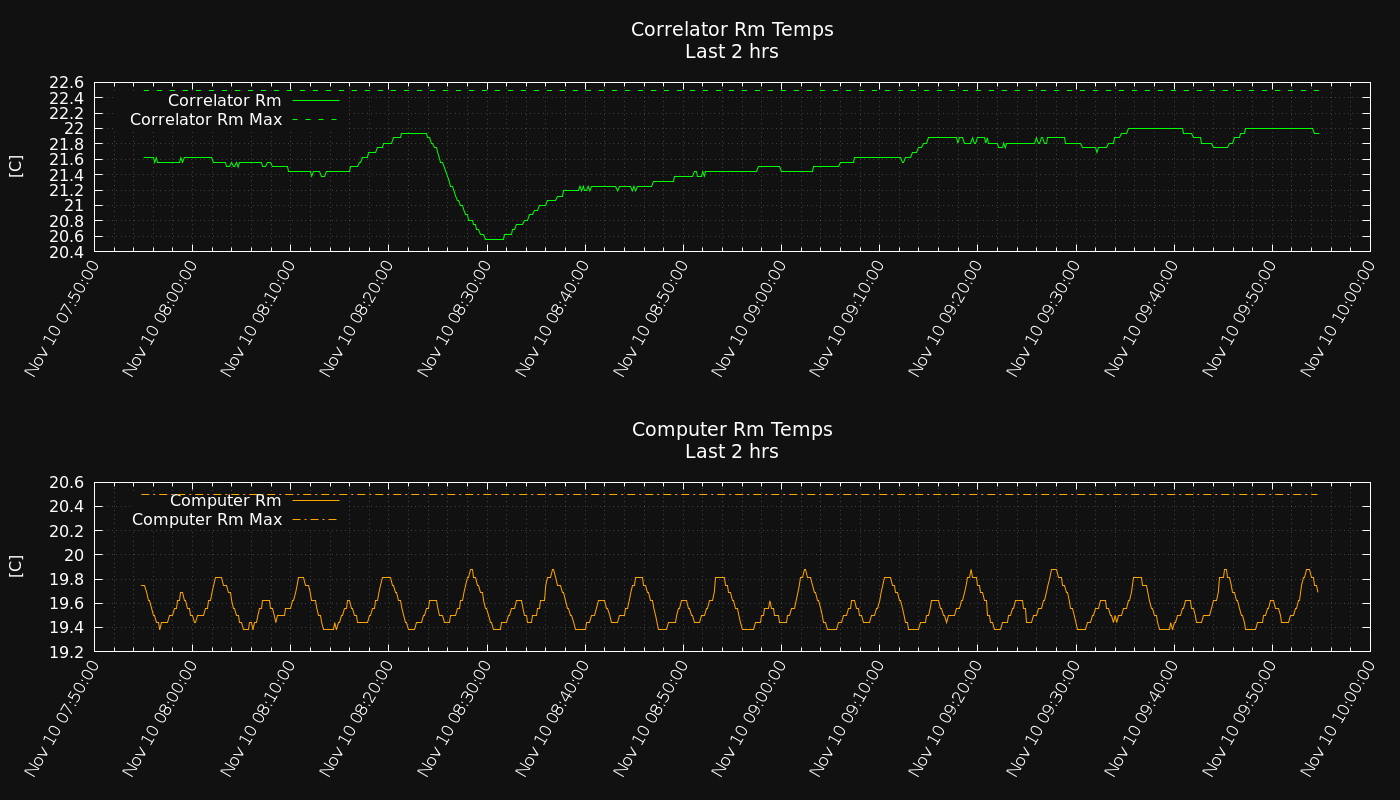 Correlator Rm Temps
Last 2 hrs
22.6
22.4
22.2
22
21.8
21.6
21.4
21.2
21
20.8
20.6
20.4
[C]
Correlator Rm
Correlator Rm Max
Nov 10 07:50:00
Nov 10 08:00:00
Nov 10 08:10:00
Nov 10 08:20:00
Nov 10 08:30:00
Nov 10 08:40:00
Nov 10 08:50:00
Nov 10 09:00:00
Nov 10 09:10:00
Nov 10 09:20:00
Nov 10 09:30:00
Nov 10 09:40:00
Nov 10 09:50:00
Nov 10 10:00:00
Computer Rm Temps
Last 2 hrs
20.6
20.4
20.2
20
19.8
19.6
19.4
19.2
[C]
Computer Rm
Computer Rm Max
Nov 10 07:50:00
Nov 10 08:00:00
Nov 10 08:10:00
Nov 10 08:20:00
Nov 10 08:30:00
Nov 10 08:40:00
Nov 10 08:50:00
Nov 10 09:00:00
Nov 10 09:10:00
Nov 10 09:20:00
Nov 10 09:30:00
Nov 10 09:40:00
Nov 10 09:50:00
Nov 10 10:00:00